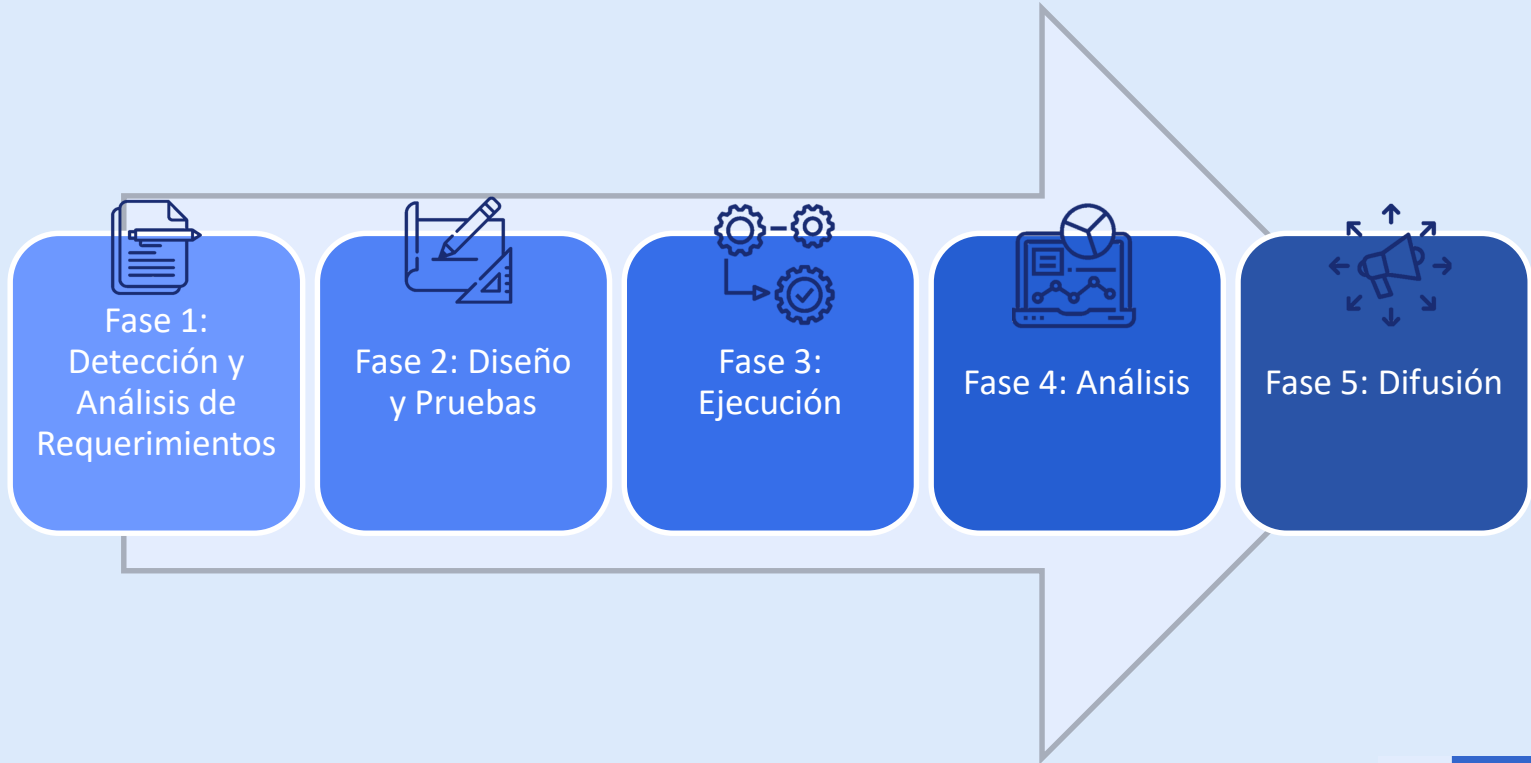 Fase 1:
Detección y
Análisis de
Requerimientos
Fase 2: Diseño
y Pruebas
Fase 3:
Ejecución
Fase 4: Análisis
Fase 5: Difusión